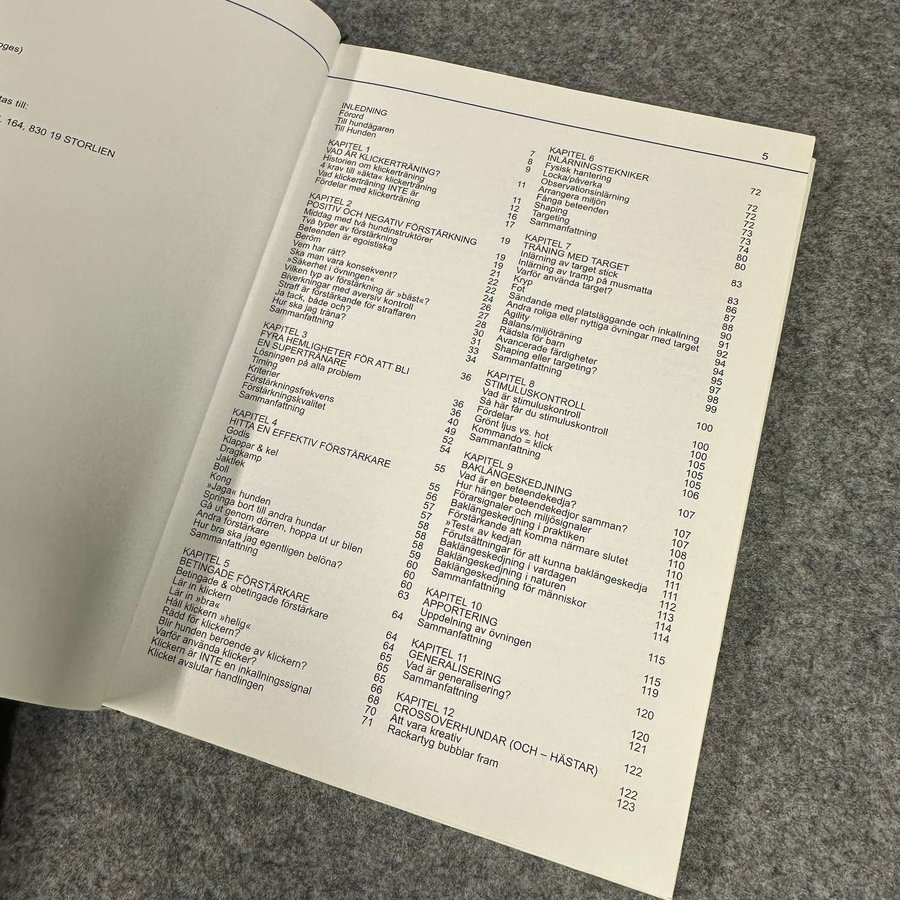 oges)
tas till:
164, 830 19 STORLIEN
5
INLEDNING
Förord
Till hundägaren
Till Hunden
KAPITEL 1
VAD ÄR KLICKERTRÄNING?
Historien om klickerträning
4 krav till »äkta« klickerträning
Vad klickerträning INTE är
Fördelar med klickerträning
KAPITEL 2
POSITIV OCH NEGATIV FÖRSTÄRKNING
Middag med två hundinstruktörer
Två typer av förstärkning
Beteenden är egoistiska
Beröm
Vem har rätt?
Ska man vara konsekvent?
»Säkerhet i övningen«
Vilken typ av förstärkning är »bäst«?
Biverkningar med aversiv kontroll
Straff är förstärkande för straffaren
Ja tack, både och?
Hur ska jag träna?
Sammanfattning
KAPITEL 3
FYRA HEMLIGHETER FÖR ATT BLI
EN SUPERTRÄNARE
Lösningen på alla problem
Timing
Kriterier
Förstärkningsfrekvens
Förstärkningskvalitet
Sammanfattning
KAPITEL 4
HITTA EN EFFEKTIV FÖRSTÄRKARE
Godis
Klappar & kel
Dragkamp
Jaktlek
Boll
Kong
»Jaga« hunden
Springa bort till andra hundar
Gå ut genom dörren, hoppa ut ur bilen
Andra förstärkare
Hur bra ska jag egentligen belöna?
Sammanfattning
KAPITEL 5
BETINGADE FÖRSTÄRKARE
Betingade & obetingade förstärkare
Lär in klickern
Lär in »bra«
Håll klickern »helig«
Rädd för klickern?
Blir hunden beroende av klickern?
Varför använda klicker?
Klickern är INTE en inkallningssignal
Klicket avslutar handlingen
7
8
9
11
11
12
16
17
19
19
19
21
22
22
24
26
27
28
30
31
33
34
36
36
36
40
49
52
54
55
55
56
57
57
58
58
59
60
60
60
63
64
64
64
65
65
65
66
68
70
71
KAPITEL 6
INLÄRNINGSTEKNIKER
Fysisk hantering
Locka/påverka
Observationsinlärning
Arrangera miljön
Fånga beteenden
Shaping
Targeting
Sammanfattning
KAPITEL 7
TRÄNING MED TARGET
Inlärning av target stick
Inlärning av tramp på musmatta
Varför använda target?
Kryp
Fot
Sändande med platsläggande och inkallning
Andra roliga eller nyttiga övningar med target
Agility
Balans/miljöträning
Rädsla för barn
Avancerade färdigheter
Shaping eller targeting?
Sammanfattning
KAPITEL 8
STIMULUSKONTROLL
Vad är stimuluskontroll
Så här får du stimuluskontroll
Fördelar
Grönt ljus vs. hot
Kommando = klick
Sammanfattning
KAPITEL 9
BAKLÄNGESKEDJNING
Vad är en beteendekedja?
Hur hänger beteendekedjor samman?
Förarsignaler och miljösignaler
Baklängeskedjning i praktiken
Förstärkande att komma närmare slutet
»Test« av kedjan
Förutsättningar för att kunna baklängeskedja
Baklängeskedjning i vardagen
Baklängeskedjning i naturen
Baklängeskedjning för människor
Sammanfattning
KAPITEL 10
APPORTERING
Uppdelning av övningen
Sammanfattning
KAPITEL 11
GENERALISERING
Vad är generalisering?
Sammanfattning
KAPITEL 12
CROSSOVERHUNDAR (OCH – HÄSTAR)
Att vara kreativ
Rackartyg bubblar fram
72
72
72
72
73
73
74
80
80
83
83
86
87
88
90
91
92
94
94
95
97
98
99
100
100
100
105
105
105
106
107
107
107
108
110
110
111
111
112
113
114
114
115
115
119
120
120
121
122
122
123